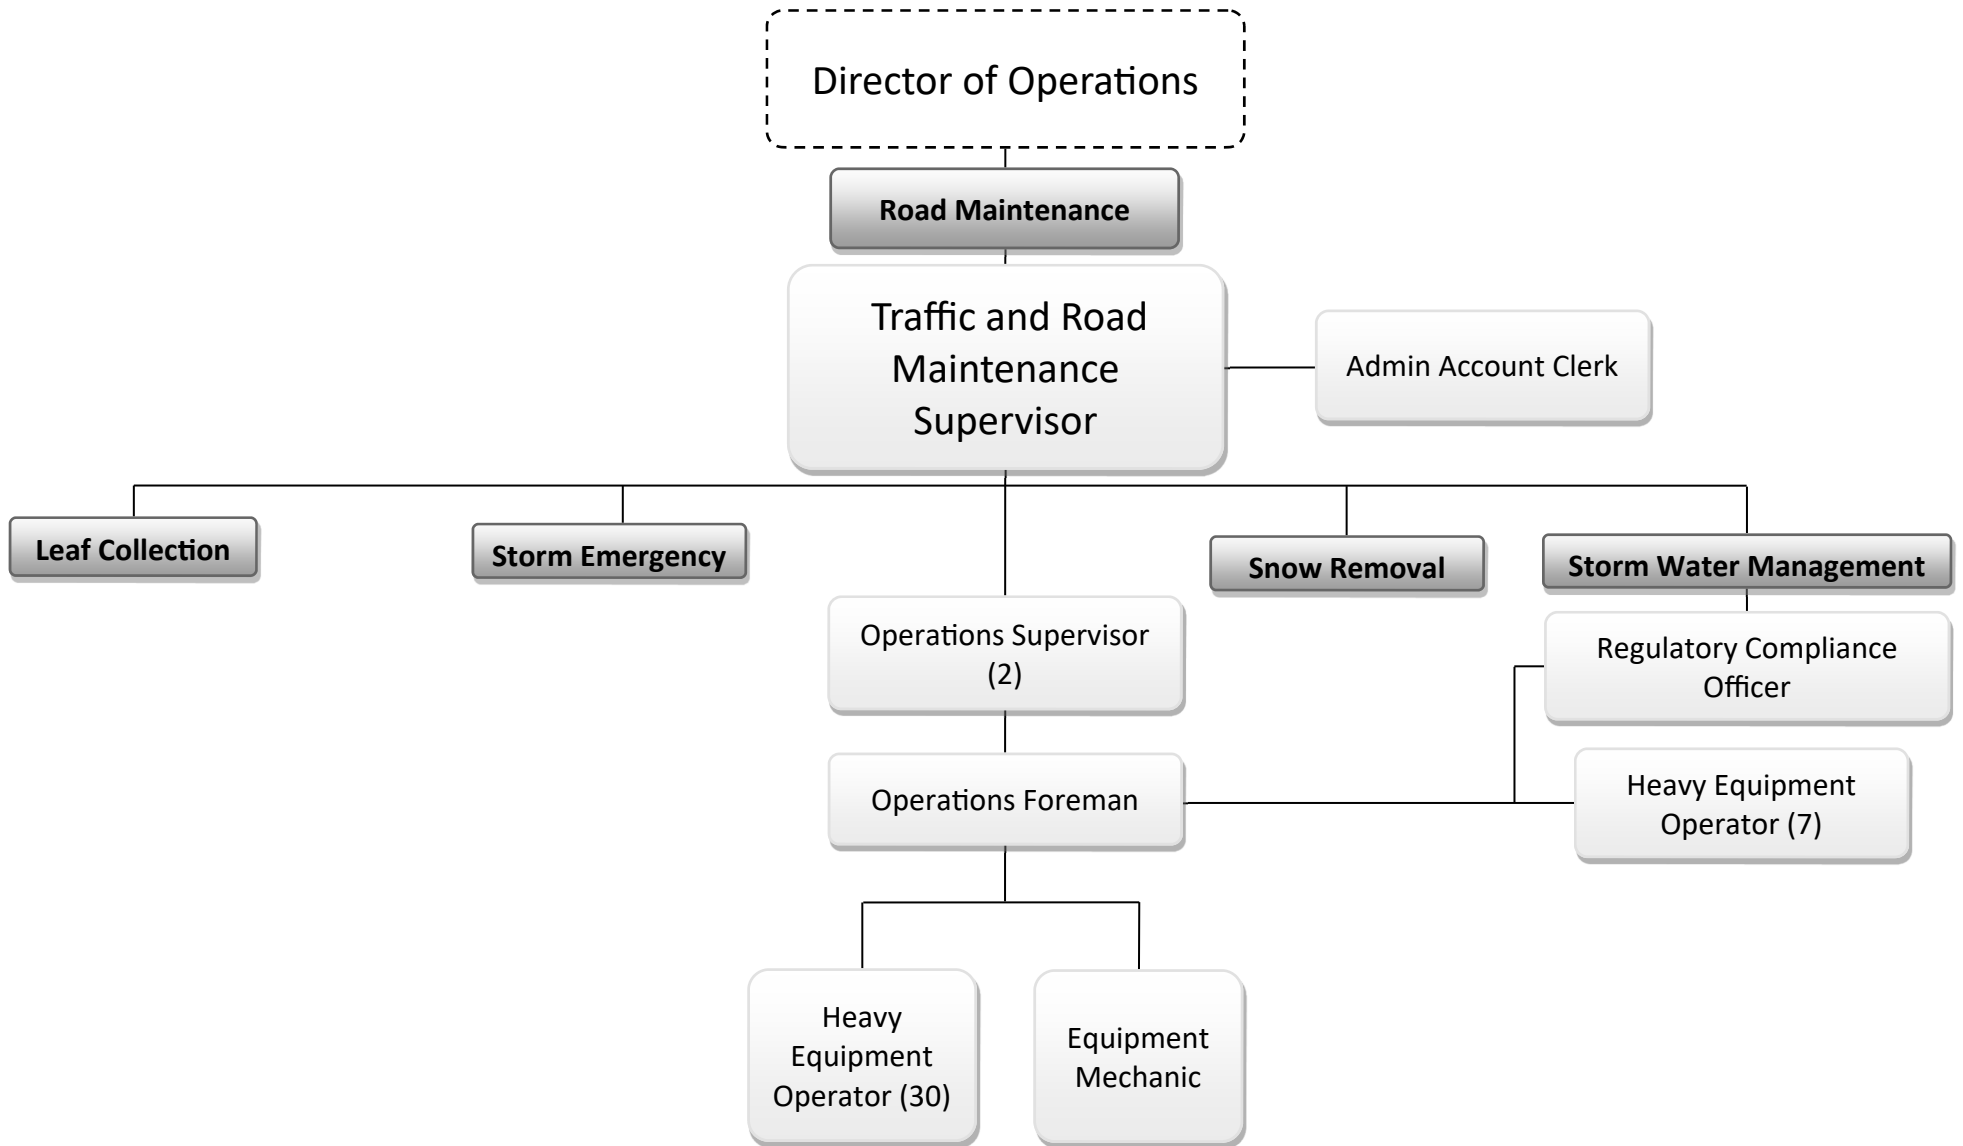 Director of Operations
Road Maintenance
Traffic and Road
Maintenance
Supervisor
Admin Account Clerk
Leaf Collection
Storm Emergency
Snow Removal
Storm Water Management
Operations Supervisor
(2)
Regulatory Compliance
Officer
Operations Foreman
Heavy Equipment
Operator (7)
Heavy
Equipment
Operator (30)
Equipment
Mechanic